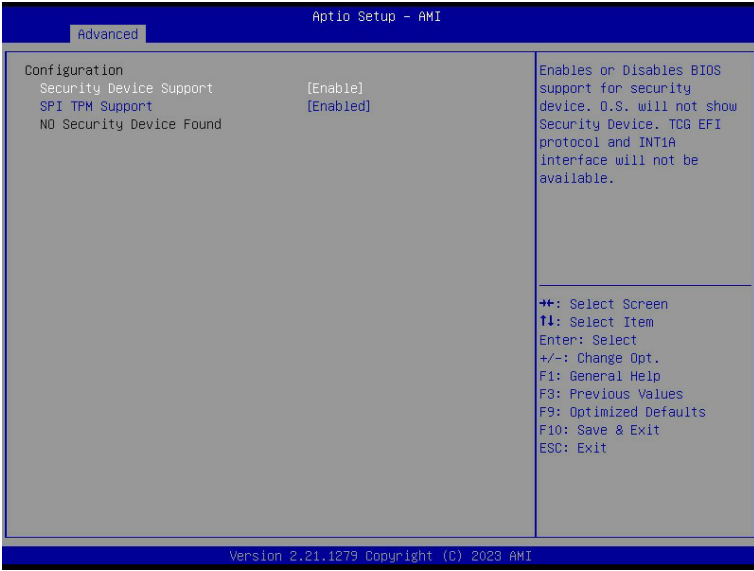 Aptio Setup – AMI
Advanced
Configuration
Security Device Support [Enable]
SPI TPM Support [Enabled]
NO Security Device Found
Enables or Disables BIOS
support for security
device. O.S. will not show
Security Device. TCG EFI
protocol and INT1A
interface will not be
available.
→←: Select Screen
↑↓: Select Item
Enter: Select
+/-: Change Opt.
F1: General Help
F3: Previous Values
F9: Optimized Defaults
F10: Save & Exit
ESC: Exit
Version 2.21.1279 Copyright (C) 2023 AMI